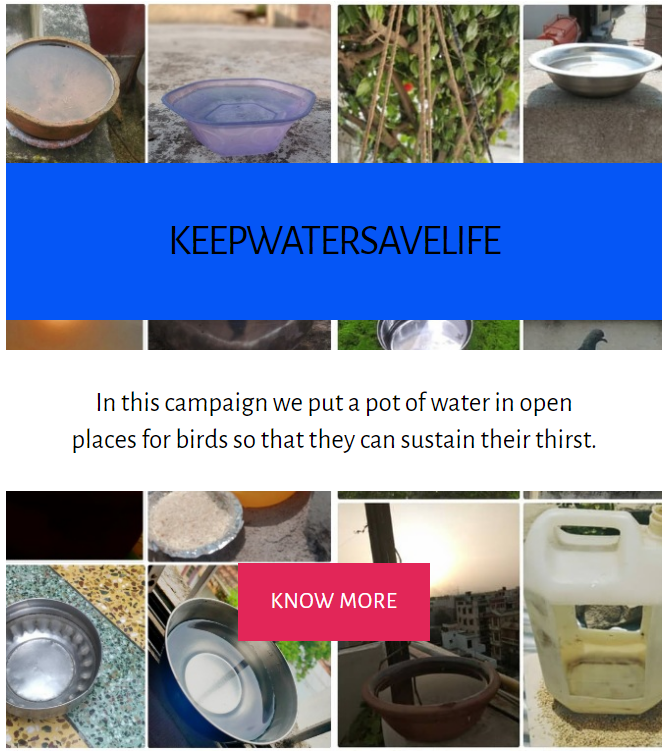 KEEPWATERSAVELIFE
In this campaign we put a pot of water in open
places for birds so that they can sustain their thirst.
KNOW MORE